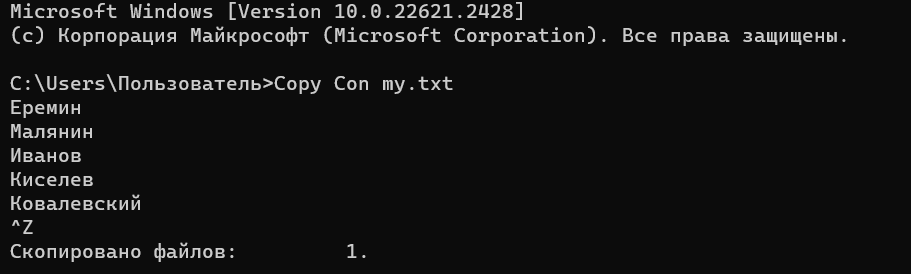 Microsoft Windows [Version 10.0.22621.2428]
(c) Корпорация Майкрософт (Microsoft Corporation). Все права защищены.
C:\Users\Пользователь>Copy Con my.txt
Еремин
Малянин
Иванов
Киселев
Ковалевский
^Z
Скопировано файлов:         1.